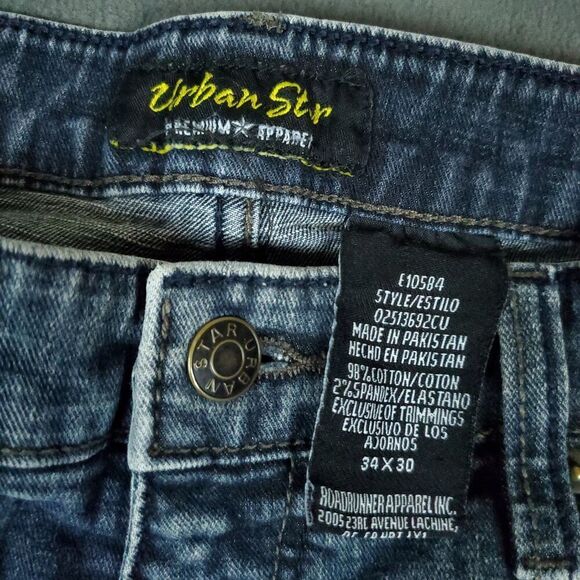 Urban Str
PREMIUM ★ APPAREL
STAR URBAN
E10584
STYLE/ESTILO
02513692CU
MADE IN PAKISTAN
HECHO EN PAKISTAN
98%COTTON/COTON
2%SPANDEX/ELASTANO
EXCLUSIVE OF TRIMMINGS
EXCLUSIVO DE LOS
AJORNOS
34 X 30
ROADRUNNER APPAREL INC.
2005 23RE AVENUE LACHINE,